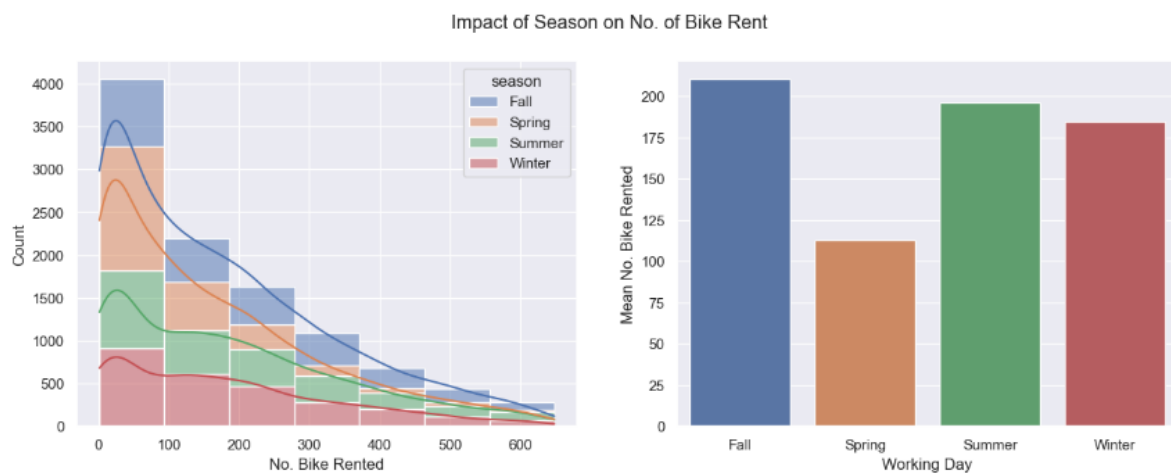 Impact of Season on No. of Bike Rent
4000
3500
3000
2500
2000
1500
1000
500
0
Count
0 100 200 300 400 500 600
No. Bike Rented
season
Fall
Spring
Summer
Winter
200
175
150
125
100
75
50
25
0
Mean No. Bike Rented
Fall Spring Summer Winter
Working Day